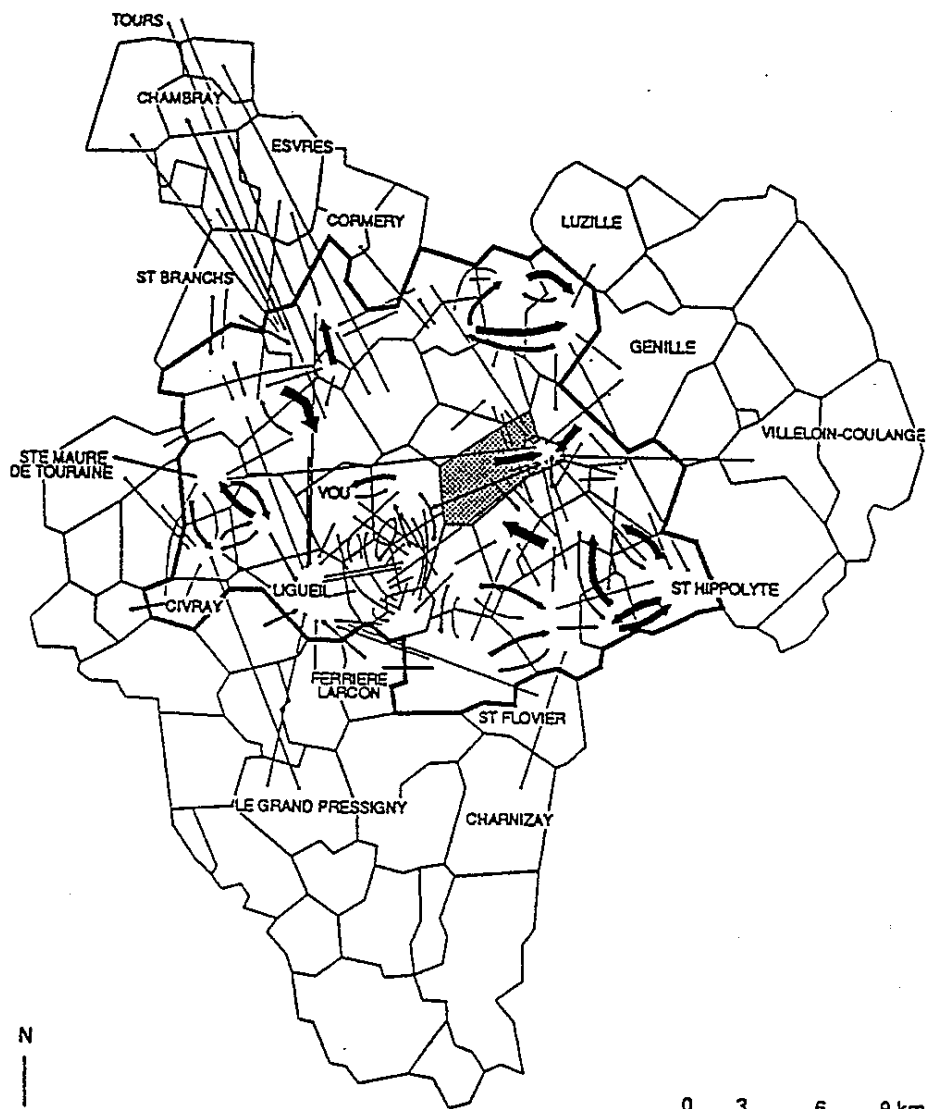 TOURS
CHAMBRAY
ESVRES
CORMERY
LUZILLE
ST BRANCHS
GENILLE
VILLELOIN-COULANGE
STE MAURE
DE TOURAINE
VOU
LIGUEIL
ST HIPPOLYTE
CIVRAY
FERRIERE
LARCON
ST FLOVIER
LE GRAND PRESSIGNY
CHARNIZAY
N
0 3 6 9 km